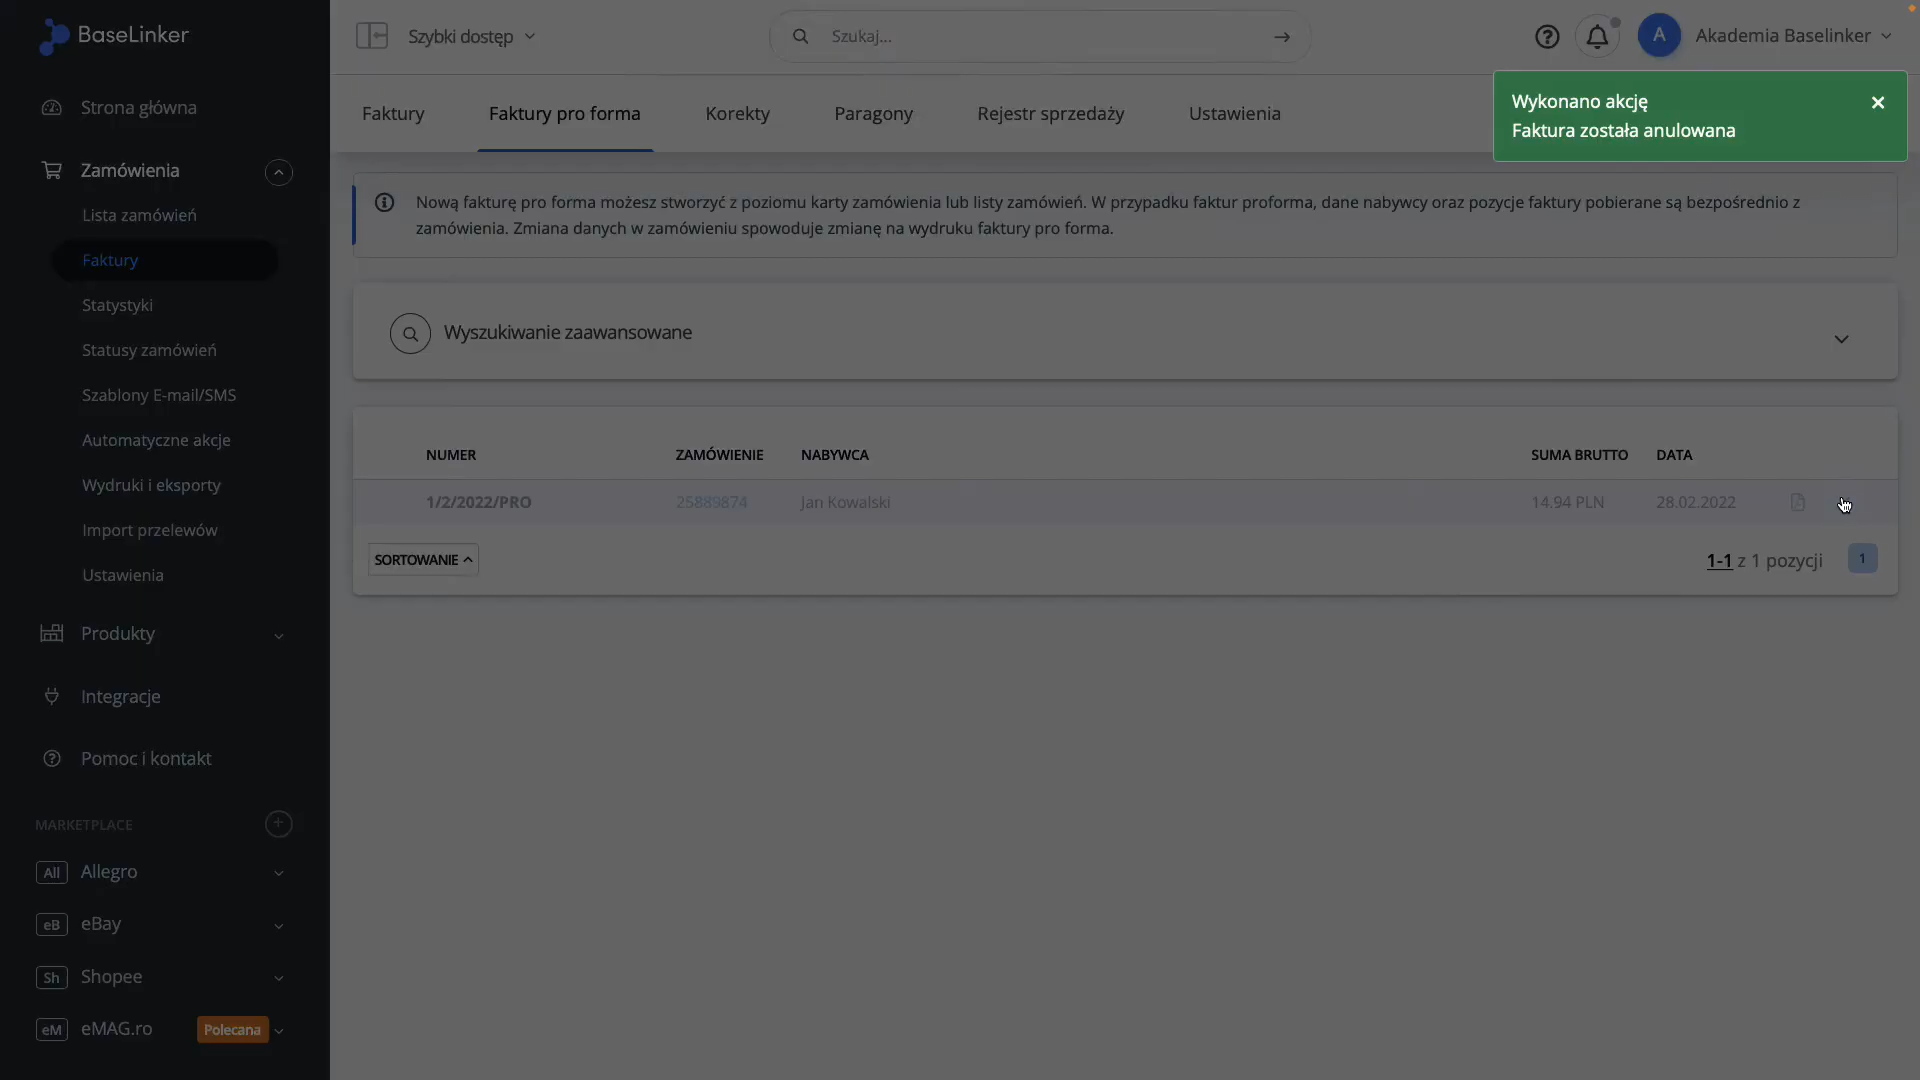 BaseLinker
Szybki dostęp
Szukaj...
A
Akademia Baselinker
Wykonano akcję
Faktura została anulowana
Strona główna
Zamówienia
Lista zamówień
Faktury
Statystyki
Statusy zamówień
Szablony E-mail/SMS
Automatyczne akcje
Wydruki i eksporty
Import przelewów
Ustawienia
Produkty
Integracje
Pomoc i kontakt
MARKETPLACE
All Allegro
eB eBay
Sh Shopee
eM eMAG.ro Polecana
Faktury Faktury pro forma Korekty Paragony Rejestr sprzedaży Ustawienia
Nową fakturę pro forma możesz stworzyć z poziomu karty zamówienia lub listy zamówień. W przypadku faktur proforma, dane nabywcy oraz pozycje faktury pobierane są bezpośrednio z
zamówienia. Zmiana danych w zamówieniu spowoduje zmianę na wydruku faktury pro forma.
Wyszukiwanie zaawansowane
NUMER ZAMÓWIENIE NABYWCA SUMA BRUTTO DATA
1/2/2022/PRO 25889874 Jan Kowalski 14.94 PLN 28.02.2022
SORTOWANIE
1-1 z 1 pozycji 1